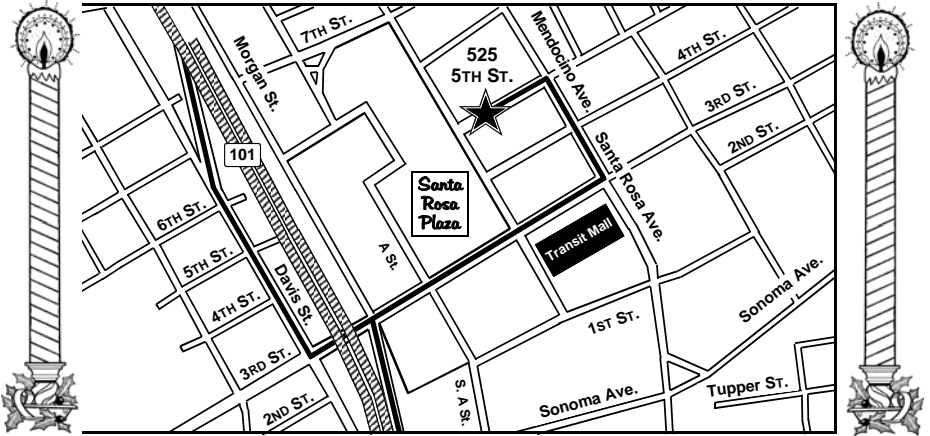 7TH ST.
Morgan St.
525
5TH ST.
Mendocino Ave.
4TH ST.
3RD ST.
2ND ST.
101
Santa Rosa Ave.
Santa
Rosa
Plaza
6TH ST.
5TH ST.
4TH ST.
3RD ST.
2ND ST.
Davis St.
A St.
Transit Mall
1ST ST.
Sonoma Ave.
S. A St.
Sonoma Ave.
Tupper ST.